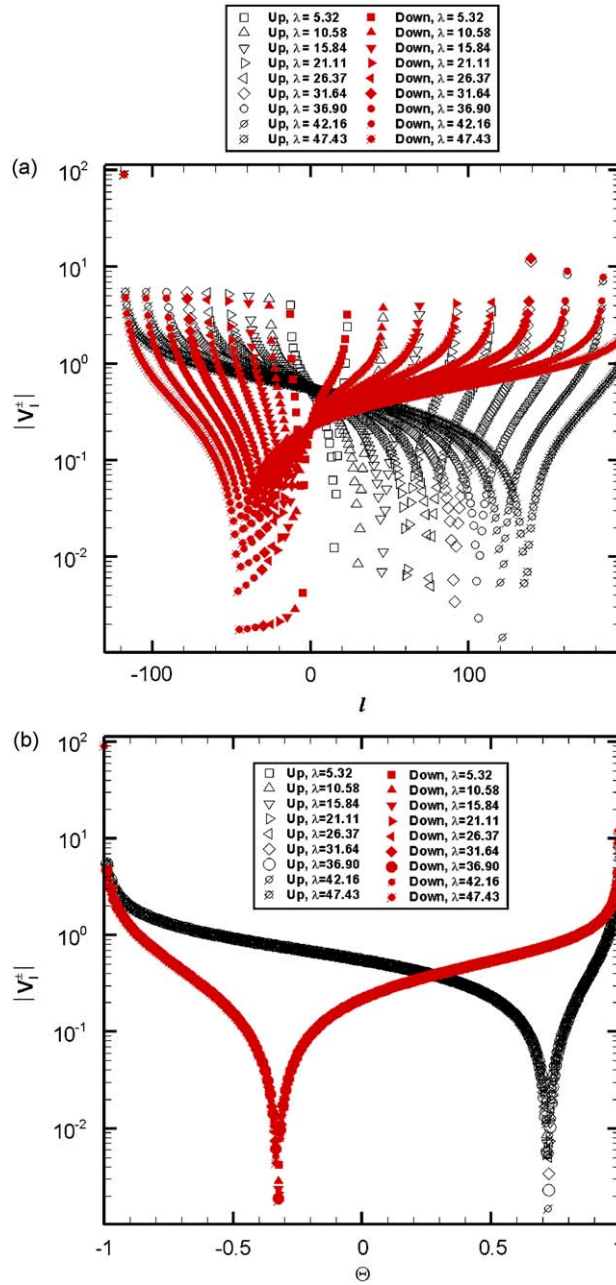 Up, λ= 5.32 Down, λ= 5.32
Up, λ= 10.58 Down, λ= 10.58
Up, λ= 15.84 Down, λ= 15.84
Up, λ= 21.11 Down, λ= 21.11
Up, λ= 26.37 Down, λ= 26.37
Up, λ= 31.64 Down, λ= 31.64
Up, λ= 36.90 Down, λ= 36.90
Up, λ= 42.16 Down, λ= 42.16
Up, λ= 47.43 Down, λ= 47.43
(a)
10²
10¹
10⁰
10⁻¹
10⁻²
|V_l^±|
-100 0 100
l
(b)
10²
10¹
10⁰
10⁻¹
10⁻²
|V_l^±|
Up, λ=5.32 Down, λ=5.32
Up, λ=10.58 Down, λ=10.58
Up, λ=15.84 Down, λ=15.84
Up, λ=21.11 Down, λ=21.11
Up, λ=26.37 Down, λ=26.37
Up, λ=31.64 Down, λ=31.64
Up, λ=36.90 Down, λ=36.90
Up, λ=42.16 Down, λ=42.16
Up, λ=47.43 Down, λ=47.43
-1 -0.5 0 0.5 1
Θ